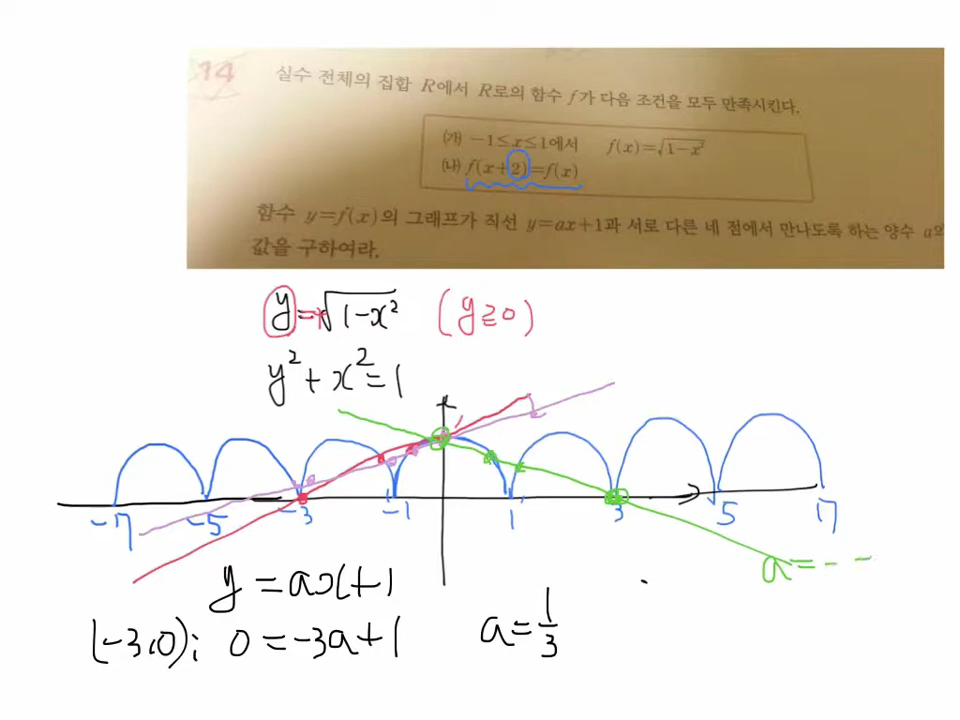 14
실수 전체의 집합 R에서 R로의 함수 f가 다음 조건을 모두 만족시킨다.
(가) -1≤x≤1에서 f(x)=√(1-x²)
(나) f(x+2)=f(x)
함수 y=f(x)의 그래프가 직선 y=ax+1과 서로 다른 네 점에서 만나도록 하는 양수 a의
값을 구하여라.
y=√(1-x²) (y≥0)
y²+x²=1
1
-7 -5 -3 -1 1 3 5 7
a=--
y=ax+1
(-3,0); 0=-3a+1 a=1/3